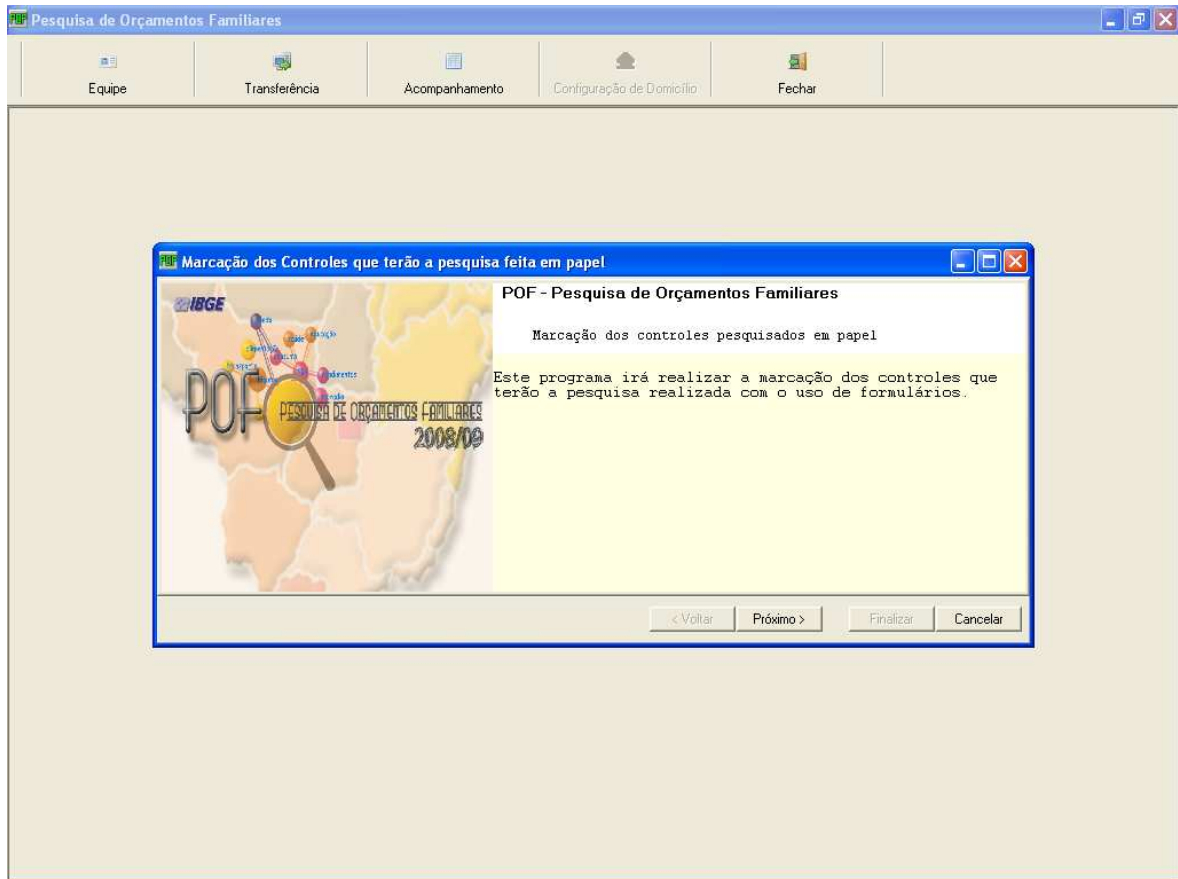 Pesquisa de Orçamentos Familiares
Equipe
Transferência
Acompanhamento
Configuração de Domicílio
Fechar
Marcação dos Controles que terão a pesquisa feita em papel
IBGE
POF
PESQUISA DE ORÇAMENTOS FAMILIARES
2008/09
POF - Pesquisa de Orçamentos Familiares
Marcação dos controles pesquisados em papel
Este programa irá realizar a marcação dos controles que
terão a pesquisa realizada com o uso de formulários.
< Voltar
Próximo >
Finalizar
Cancelar